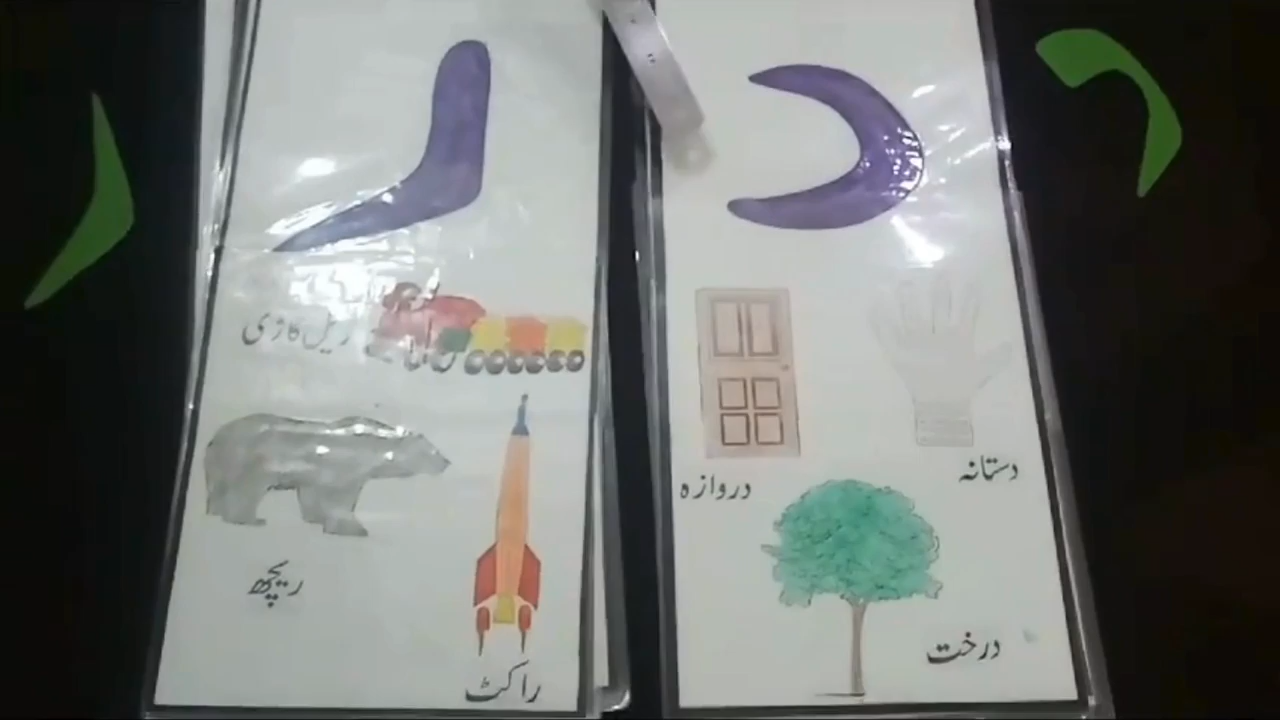 د
دستانہ
دروازہ
درخت
ر
ریل گاڑی
ریچھ
راکٹ